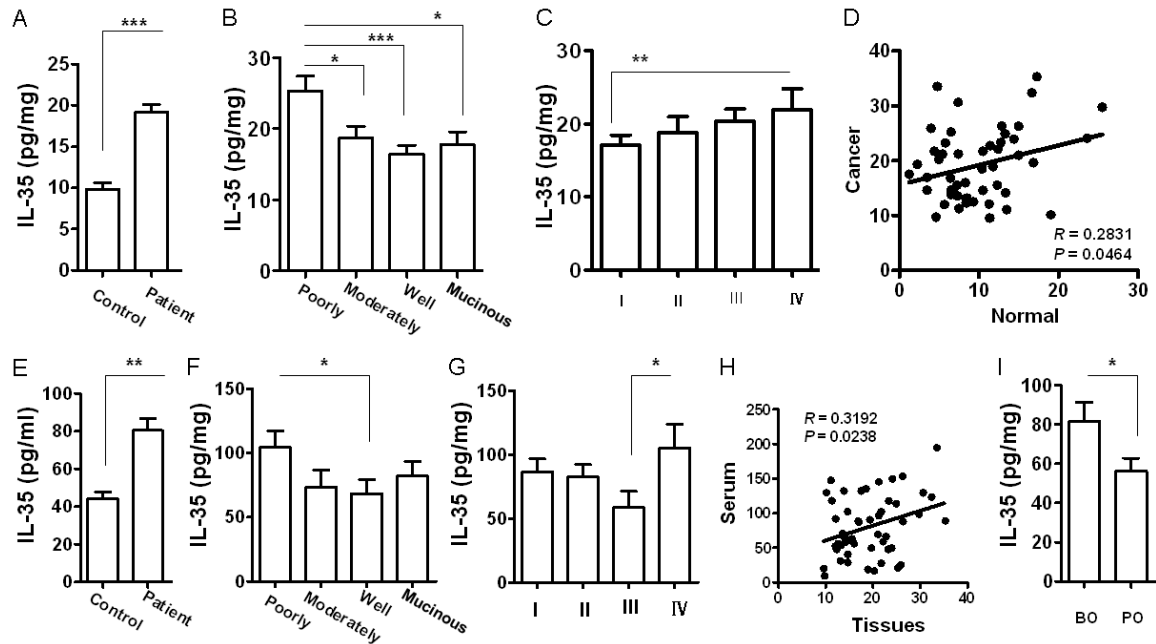 A
***
IL-35 (pg/mg)
25
20
15
10
5
0
Control
Patient
B
*
***
*
IL-35 (pg/mg)
30
20
10
0
Poorly
Moderately
Well
Mucinous
C
**
IL-35 (pg/mg)
30
20
10
0
I
II
III
IV
D
Cancer
40
30
20
10
0
R = 0.2831
P = 0.0464
0
10
20
30
Normal
E
**
IL-35 (pg/ml)
100
80
60
40
20
0
Control
Patient
F
*
IL-35 (pg/mg)
150
100
50
0
Poorly
Moderately
Well
Mucinous
G
*
IL-35 (pg/mg)
150
100
50
0
I
II
III
IV
H
Serum
250
200
150
100
50
0
R = 0.3192
P = 0.0238
0
10
20
30
40
Tissues
I
*
IL-35 (pg/mg)
100
80
60
40
20
0
BO
PO